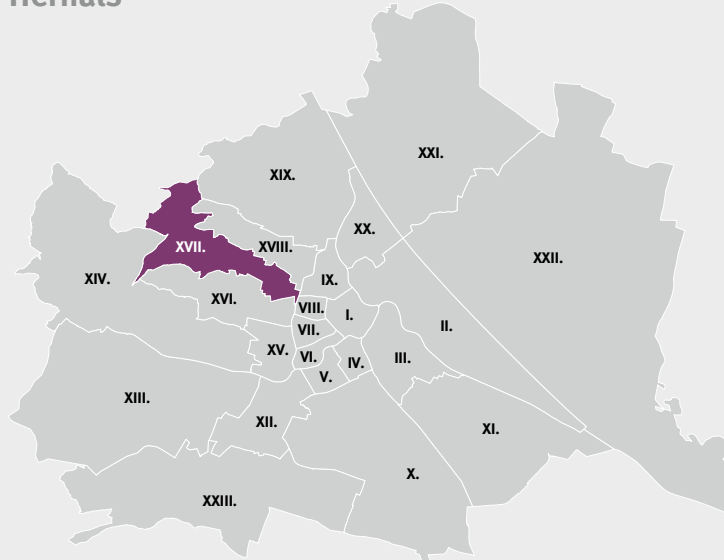 Hernals
XXI.
XIX.
XX.
XVII.
XVIII.
XXII.
XIV.
IX.
XVI.
VIII.
I.
II.
VII.
XV.
VI.
IV.
III.
V.
XIII.
XII.
XI.
X.
XXIII.